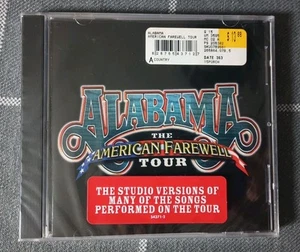 ALABAMA
AMERICAN FAREWELL TOUR
A COUNTRY
ALABAMA
THE
AMERICAN FAREWELL
TOUR
THE STUDIO VERSIONS OF
MANY OF THE SONGS
PERFORMED ON THE TOUR